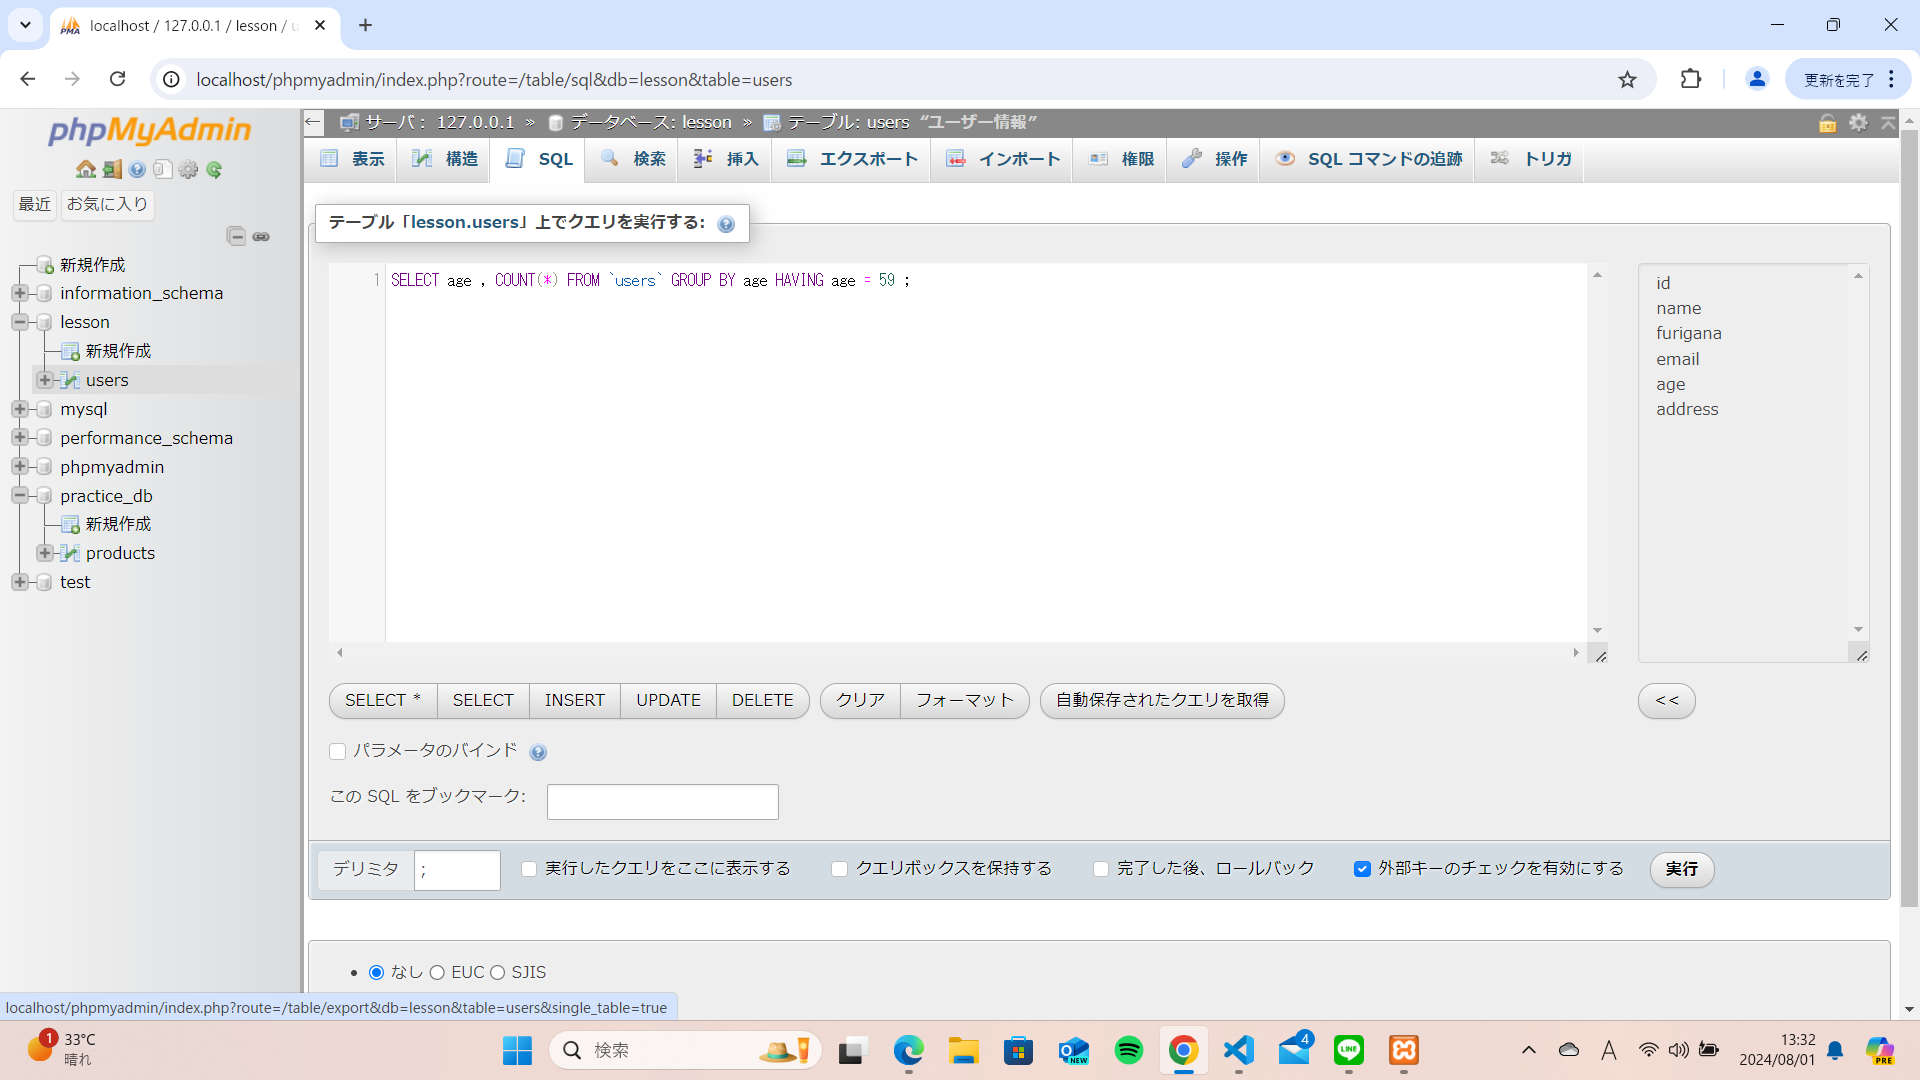 localhost / 127.0.0.1 / lesson / u
localhost/phpmyadmin/index.php?route=/table/sql&db=lesson&table=users
更新を完了
phpMyAdmin
最近
お気に入り
新規作成
information_schema
lesson
新規作成
users
mysql
performance_schema
phpmyadmin
practice_db
新規作成
products
test
サーバ: 127.0.0.1 » データベース: lesson » テーブル: users “ユーザー情報”
表示
構造
SQL
検索
挿入
エクスポート
インポート
権限
操作
SQL コマンドの追跡
トリガ
テーブル「lesson.users」上でクエリを実行する:
1
SELECT age , COUNT(*) FROM `users` GROUP BY age HAVING age = 59 ;
id
name
furigana
email
age
address
SELECT *
SELECT
INSERT
UPDATE
DELETE
クリア
フォーマット
自動保存されたクエリを取得
<<
パラメータのバインド
この SQL をブックマーク:
デリミタ
;
実行したクエリをここに表示する
クエリボックスを保持する
完了した後、ロールバック
外部キーのチェックを有効にする
実行
なし
EUC
SJIS
localhost/phpmyadmin/index.php?route=/table/export&db=lesson&table=users&single_table=true
1
33°C
晴れ
検索
NEW
4
LINE
A
13:32
2024/08/01
PRE